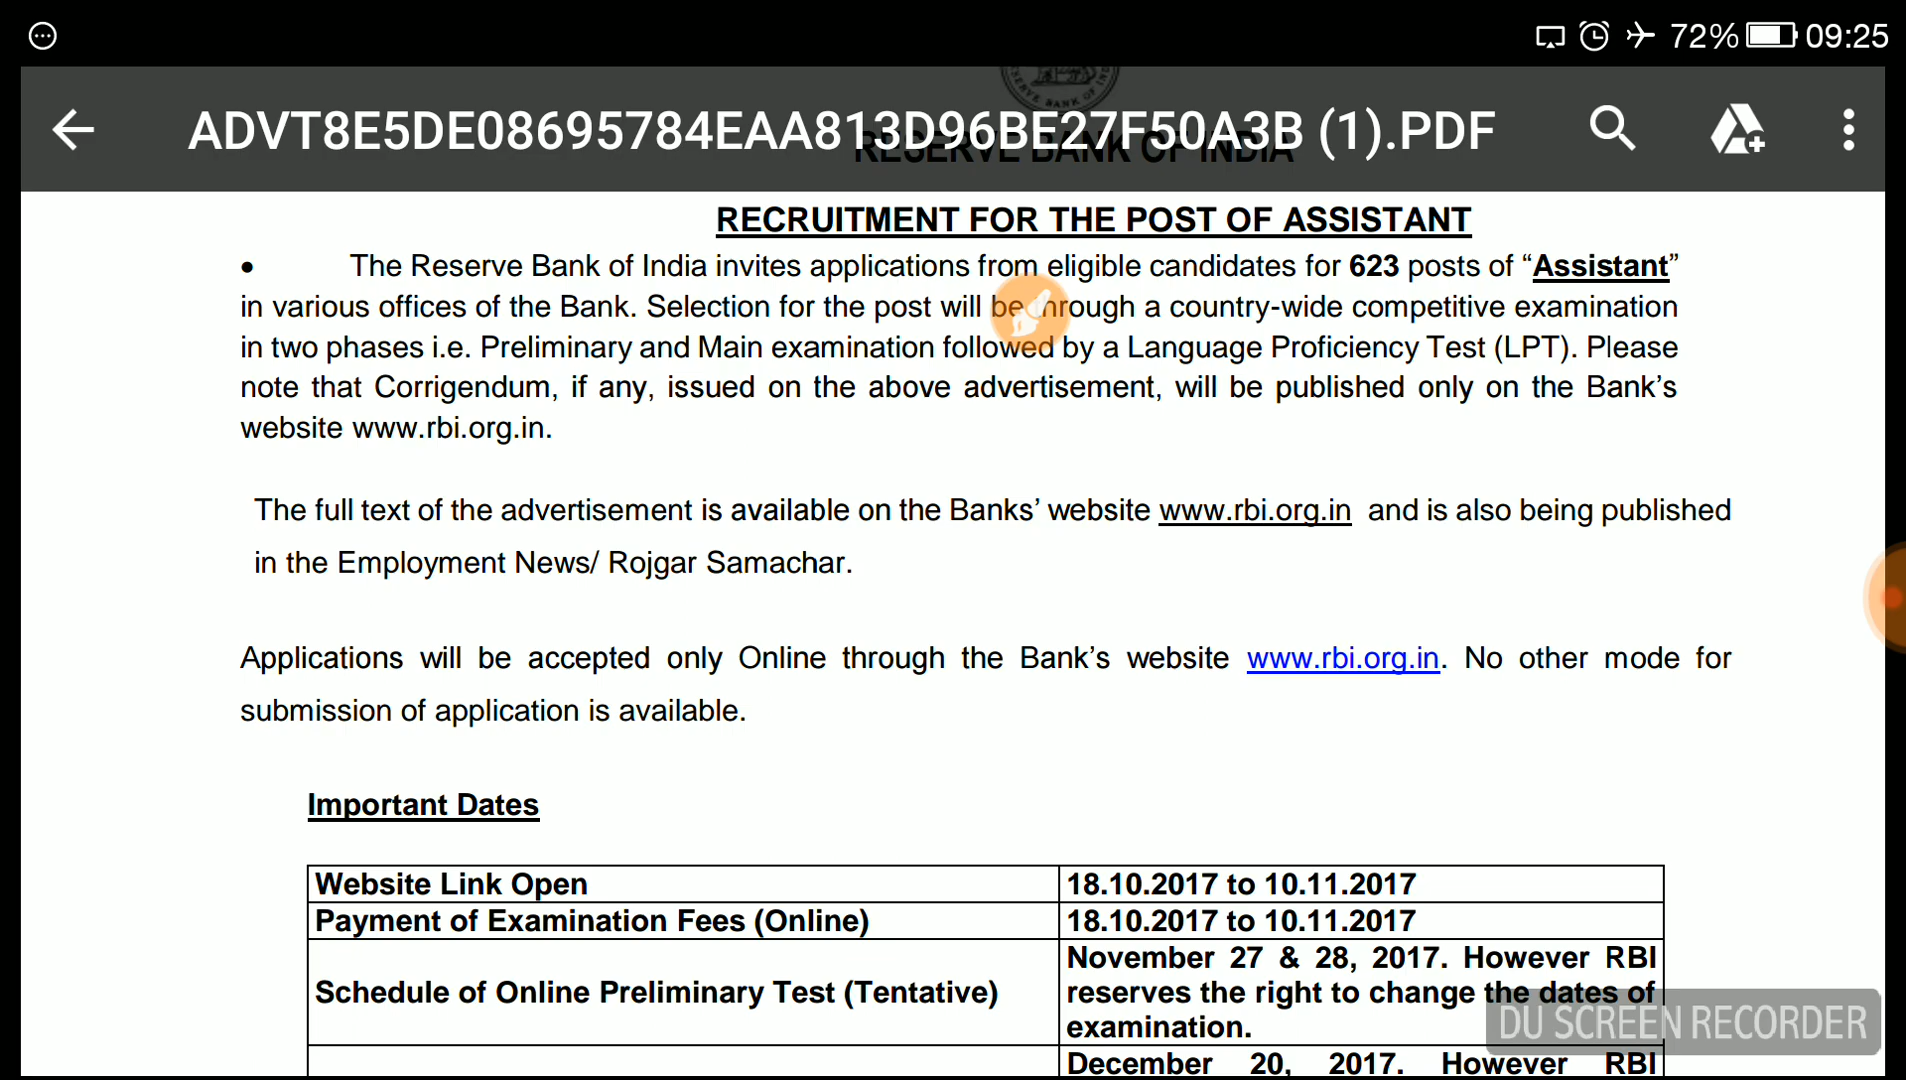 72% 09:25
RESERVE BANK OF INDIA
ADVT8E5DE08695784EAA813D96BE27F50A3B (1).PDF
RECRUITMENT FOR THE POST OF ASSISTANT
• The Reserve Bank of India invites applications from eligible candidates for 623 posts of “Assistant”
in various offices of the Bank. Selection for the post will be through a country-wide competitive examination
in two phases i.e. Preliminary and Main examination followed by a Language Proficiency Test (LPT). Please
note that Corrigendum, if any, issued on the above advertisement, will be published only on the Bank’s
website www.rbi.org.in.
The full text of the advertisement is available on the Banks’ website www.rbi.org.in and is also being published
in the Employment News/ Rojgar Samachar.
Applications will be accepted only Online through the Bank’s website www.rbi.org.in. No other mode for
submission of application is available.
Important Dates
Website Link Open 18.10.2017 to 10.11.2017
Payment of Examination Fees (Online) 18.10.2017 to 10.11.2017
Schedule of Online Preliminary Test (Tentative) November 27 & 28, 2017. However RBI
reserves the right to change the dates of
examination.
December 20, 2017. However RBI
DU SCREEN RECORDER